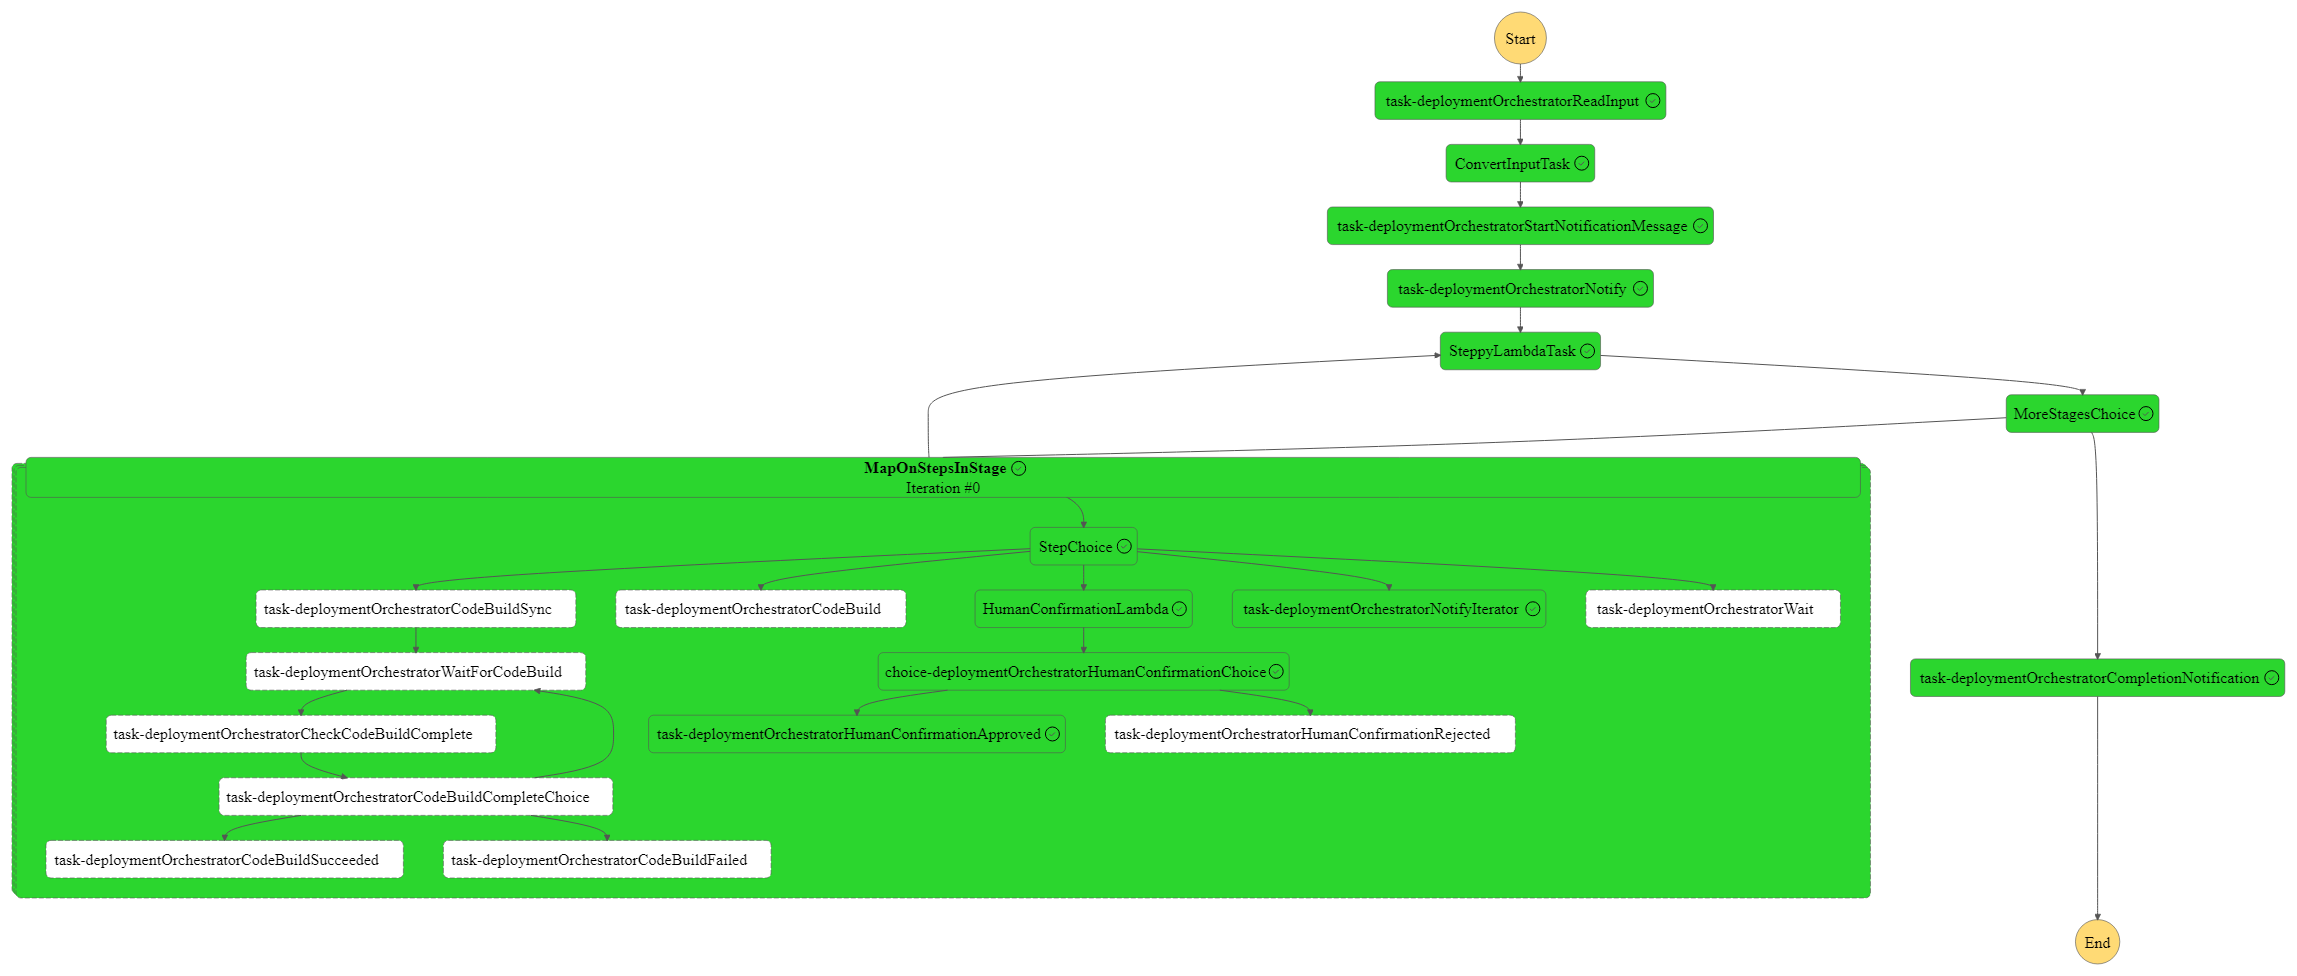 Start
task-deploymentOrchestratorReadInput
ConvertInputTask
task-deploymentOrchestratorStartNotificationMessage
task-deploymentOrchestratorNotify
SteppyLambdaTask
MoreStagesChoice
MapOnStepsInStage
Iteration #0
StepChoice
task-deploymentOrchestratorCodeBuildSync
task-deploymentOrchestratorCodeBuild
HumanConfirmationLambda
task-deploymentOrchestratorNotifyIterator
task-deploymentOrchestratorWait
task-deploymentOrchestratorWaitForCodeBuild
choice-deploymentOrchestratorHumanConfirmationChoice
task-deploymentOrchestratorCompletionNotification
task-deploymentOrchestratorCheckCodeBuildComplete
task-deploymentOrchestratorHumanConfirmationApproved
task-deploymentOrchestratorHumanConfirmationRejected
task-deploymentOrchestratorCodeBuildCompleteChoice
task-deploymentOrchestratorCodeBuildSucceeded
task-deploymentOrchestratorCodeBuildFailed
End